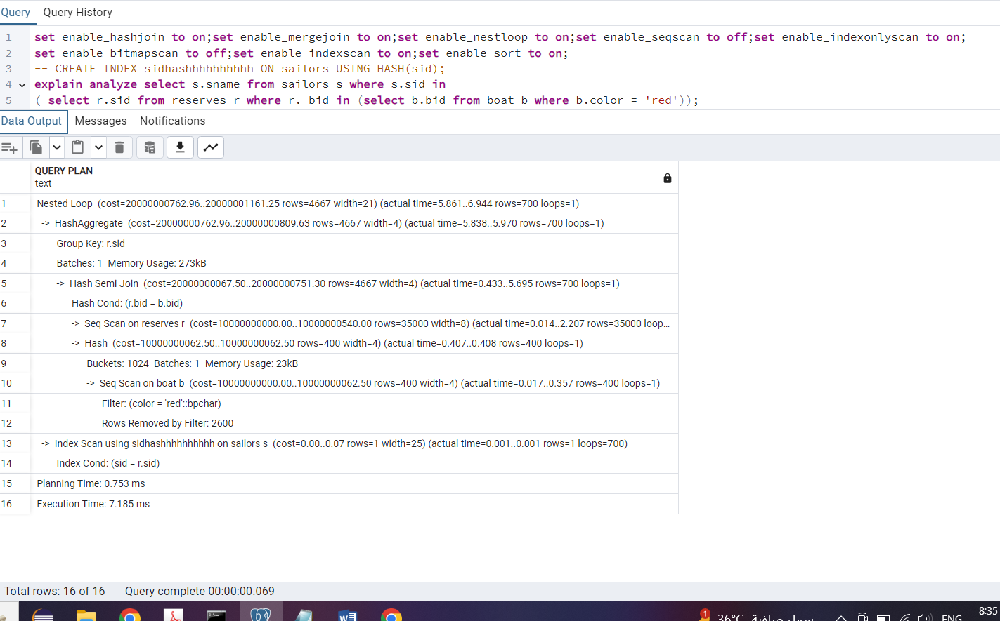 Query Query History
1 set enable_hashjoin to on;set enable_mergejoin to on;set enable_nestloop to on;set enable_seqscan to off;set enable_indexonlyscan to on;
2 set enable_bitmapscan to off;set enable_indexscan to on;set enable_sort to on;
3 -- CREATE INDEX sidhashhhhhhhhhh ON sailors USING HASH(sid);
4 explain analyze select s.sname from sailors s where s.sid in
5 ( select r.sid from reserves r where r. bid in (select b.bid from boat b where b.color = 'red'));
Data Output Messages Notifications
QUERY PLAN
text
1 Nested Loop (cost=20000000762.96..20000001161.25 rows=4667 width=21) (actual time=5.861..6.944 rows=700 loops=1)
2 -> HashAggregate (cost=20000000762.96..20000000809.63 rows=4667 width=4) (actual time=5.838..5.970 rows=700 loops=1)
3 Group Key: r.sid
4 Batches: 1 Memory Usage: 273kB
5 -> Hash Semi Join (cost=20000000067.50..20000000751.30 rows=4667 width=4) (actual time=0.433..5.695 rows=700 loops=1)
6 Hash Cond: (r.bid = b.bid)
7 -> Seq Scan on reserves r (cost=10000000000.00..10000000540.00 rows=35000 width=8) (actual time=0.014..2.207 rows=35000 loop...
8 -> Hash (cost=10000000062.50..10000000062.50 rows=400 width=4) (actual time=0.407..0.408 rows=400 loops=1)
9 Buckets: 1024 Batches: 1 Memory Usage: 23kB
10 -> Seq Scan on boat b (cost=10000000000.00..10000000062.50 rows=400 width=4) (actual time=0.017..0.357 rows=400 loops=1)
11 Filter: (color = 'red'::bpchar)
12 Rows Removed by Filter: 2600
13 -> Index Scan using sidhashhhhhhhhhh on sailors s (cost=0.00..0.07 rows=1 width=25) (actual time=0.001..0.001 rows=1 loops=700)
14 Index Cond: (sid = r.sid)
15 Planning Time: 0.753 ms
16 Execution Time: 7.185 ms
Total rows: 16 of 16 Query complete 00:00:00.069
1 36°C ENG 8:35